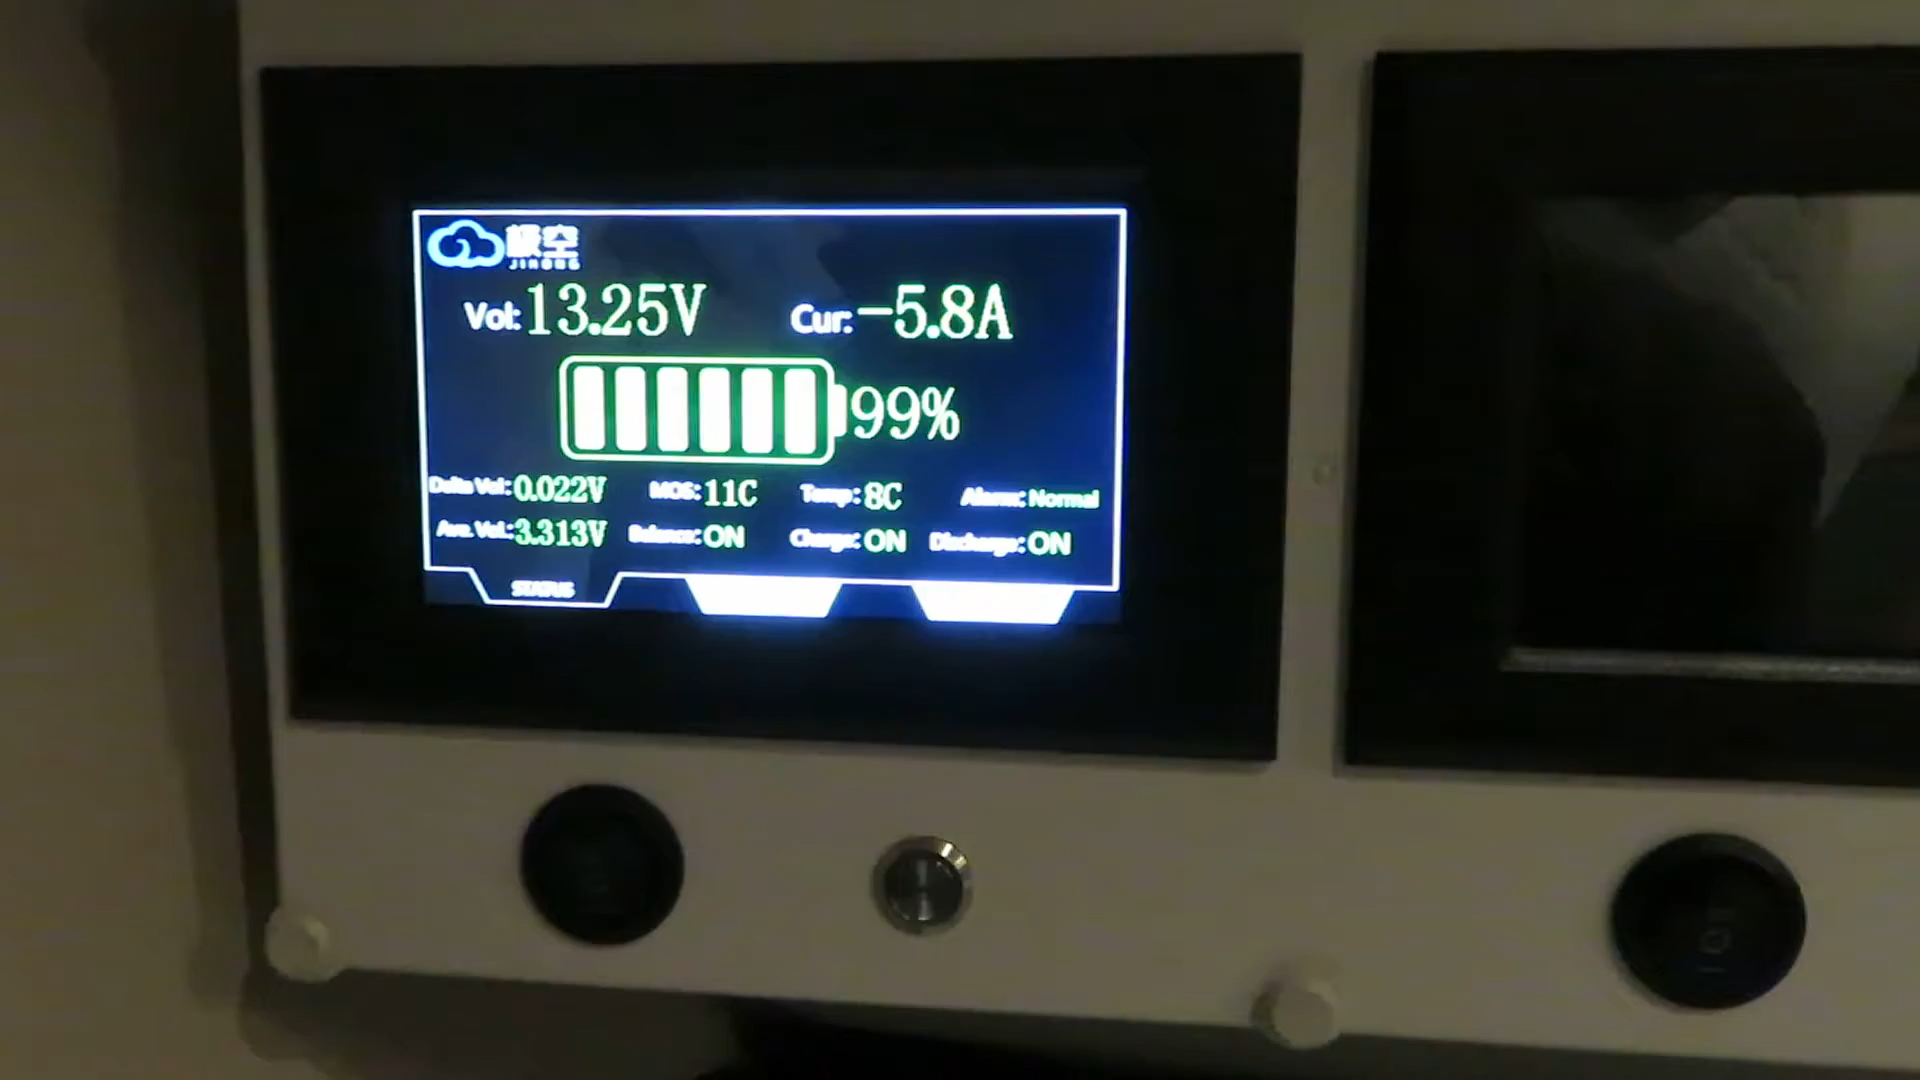 极空
JIKONG
Vol: 13.25V Cur: -5.8A
99%
Delta Vol: 0.022V MOS: 11C Temp: 8C Alarm: Normal
Ave. Vol.: 3.313V Balance: ON Charge: ON Discharge: ON
STATUS